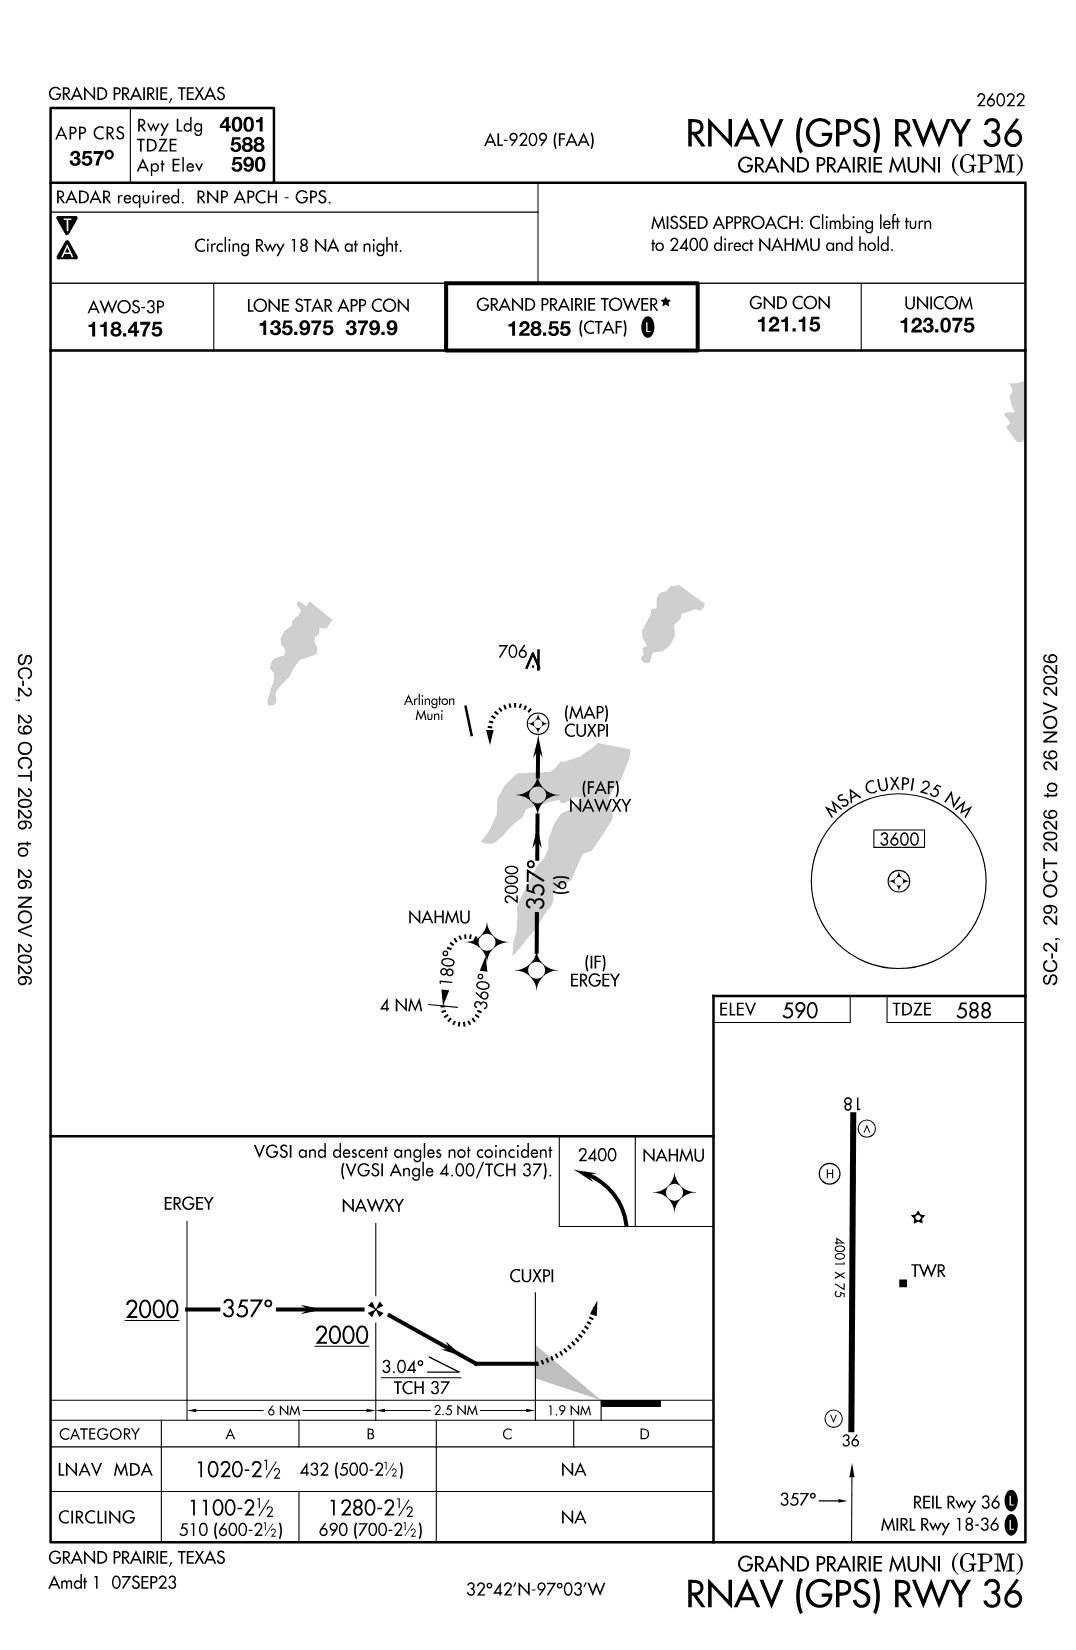 GRAND PRAIRIE, TEXAS
26022
APP CRS
357°
Rwy Ldg 4001
TDZE 588
Apt Elev 590
AL-9209 (FAA)
RNAV (GPS) RWY 36
GRAND PRAIRIE MUNI (GPM)
RADAR required. RNP APCH - GPS.
T
A
Circling Rwy 18 NA at night.
MISSED APPROACH: Climbing left turn
to 2400 direct NAHMU and hold.
AWOS-3P
118.475
LONE STAR APP CON
135.975 379.9
GRAND PRAIRIE TOWER★
128.55 (CTAF) L
GND CON
121.15
UNICOM
123.075
706
Arlington
Muni
(MAP)
CUXPI
(FAF)
NAWXY
2000
357°
(6)
NAHMU
180°
360°
4 NM
(IF)
ERGEY
MSA CUXPI 25 NM
3600
SC-2, 29 OCT 2026 to 26 NOV 2026
SC-2, 29 OCT 2026 to 26 NOV 2026
ELEV 590
TDZE 588
18
V
H
4001 X 75
TWR
V
36
357°
REIL Rwy 36 L
MIRL Rwy 18-36 L
VGSI and descent angles not coincident
(VGSI Angle 4.00/TCH 37).
2400
NAHMU
ERGEY
NAWXY
CUXPI
2000
357°
2000
3.04°
TCH 37
6 NM
2.5 NM
1.9 NM
CATEGORY A B C D
LNAV MDA 1020-2½ 432 (500-2½) NA
CIRCLING 1100-2½ 1280-2½ NA
510 (600-2½) 690 (700-2½)
GRAND PRAIRIE, TEXAS
Amdt 1 07SEP23
32°42'N-97°03'W
GRAND PRAIRIE MUNI (GPM)
RNAV (GPS) RWY 36